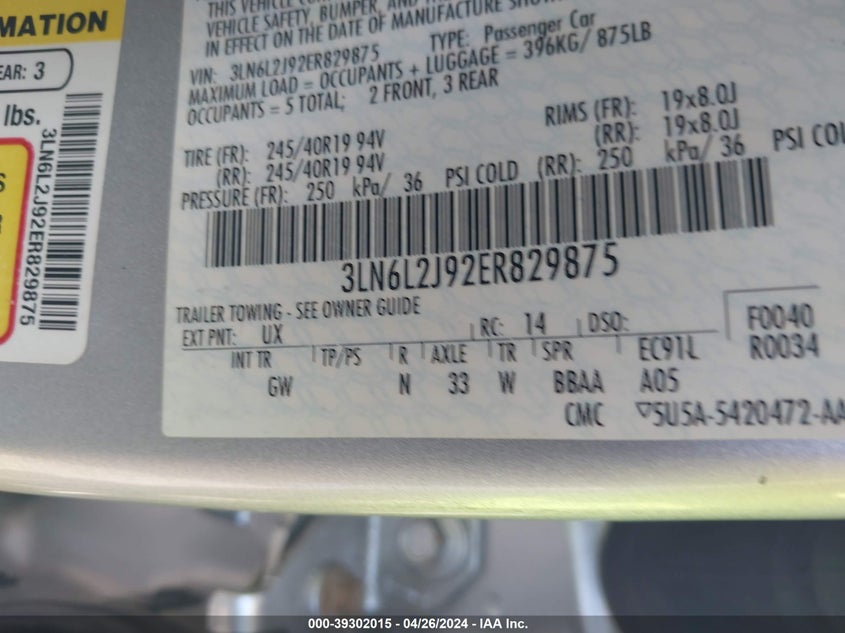 THIS VEHICLE
VEHICLE SAFETY, BUMPER, AND
IN EFFECT ON THE DATE OF MANUFACTURE
VIN: 3LN6L2J92ER829875 TYPE: Passenger Car
MAXIMUM LOAD = OCCUPANTS + LUGGAGE = 396KG/ 875LB
OCCUPANTS = 5 TOTAL; 2 FRONT, 3 REAR
TIRE (FR): 245/40R19 94V RIMS (FR): 19x8.0J
(RR): 245/40R19 94V (RR): 19x8.0J
PRESSURE (FR): 250 kPa/ 36 PSI COLD (RR): 250 kPa/ 36 PSI
3LN6L2J92ER829875
TRAILER TOWING - SEE OWNER GUIDE
EXT PNT: UX RC: 14 DSO: F0040
INT TR TP/PS R AXLE TR SPR EC91L R0034
GW N 33 W BBAA A05
CMC 5U5A-5420472-AA
MATION
EAR: 3
lbs.
S
3LN6L2J92ER829875
000-39302015 - 04/26/2024 - IAA Inc.